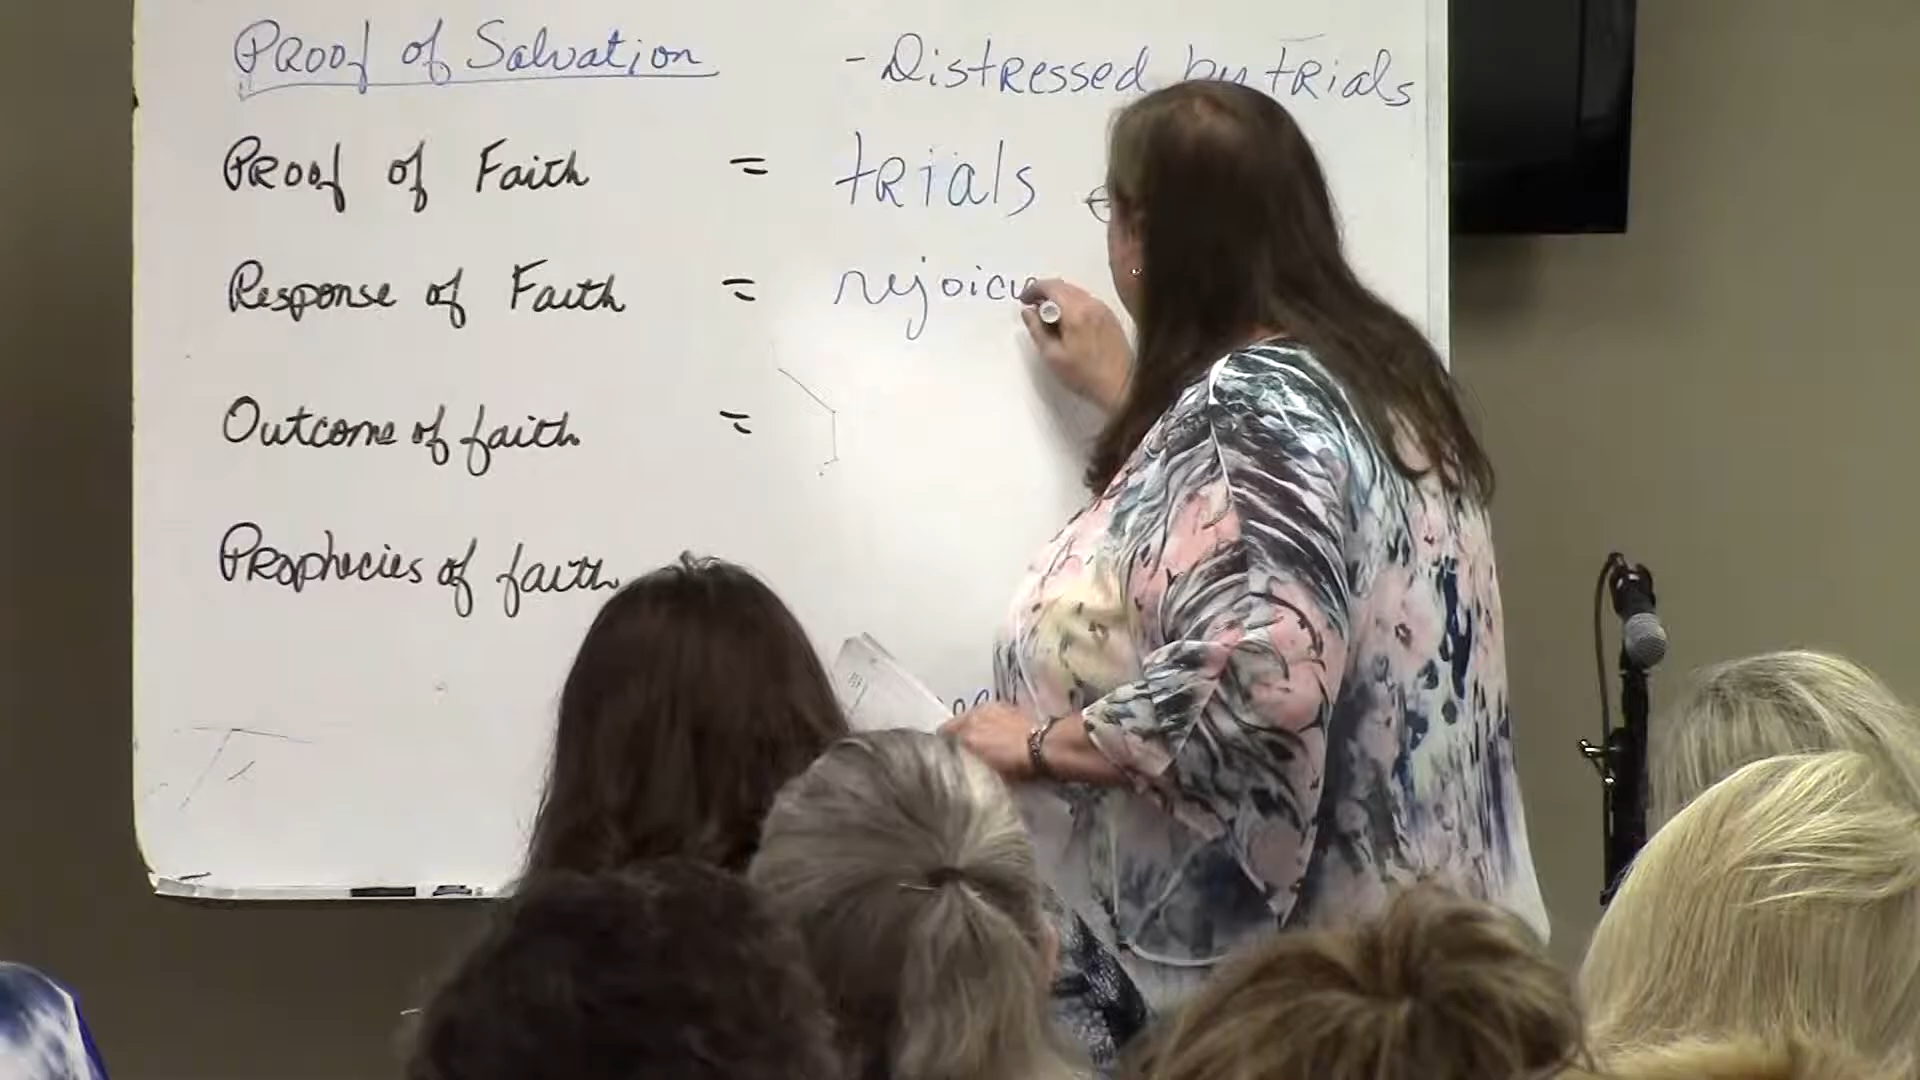 Proof of Salvation - Distressed by trials
Proof of Faith = trials
Response of Faith = rejoice
Outcome of faith =
Prophecies of faith